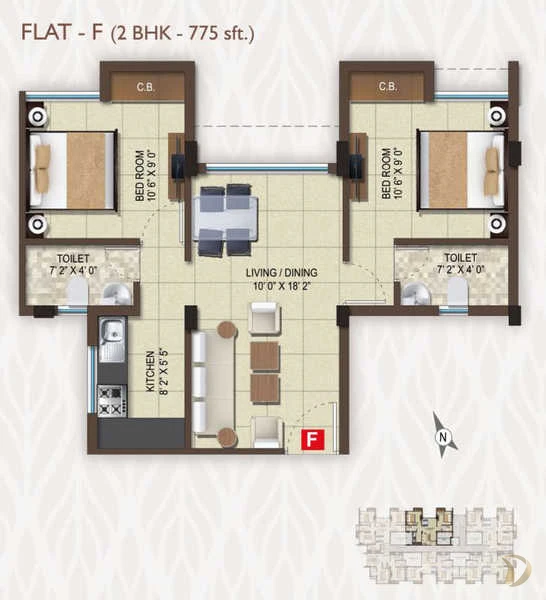 FLAT - F (2 BHK - 775 sft.)
C.B.
C.B.
BED ROOM
10' 6" X 9' 0"
BED ROOM
10' 6" X 9' 0"
TOILET
7' 2" X 4' 0"
LIVING / DINING
10' 0" X 18' 2"
TOILET
7' 2" X 4' 0"
KITCHEN
8' 2" X 5' 5"
F
N